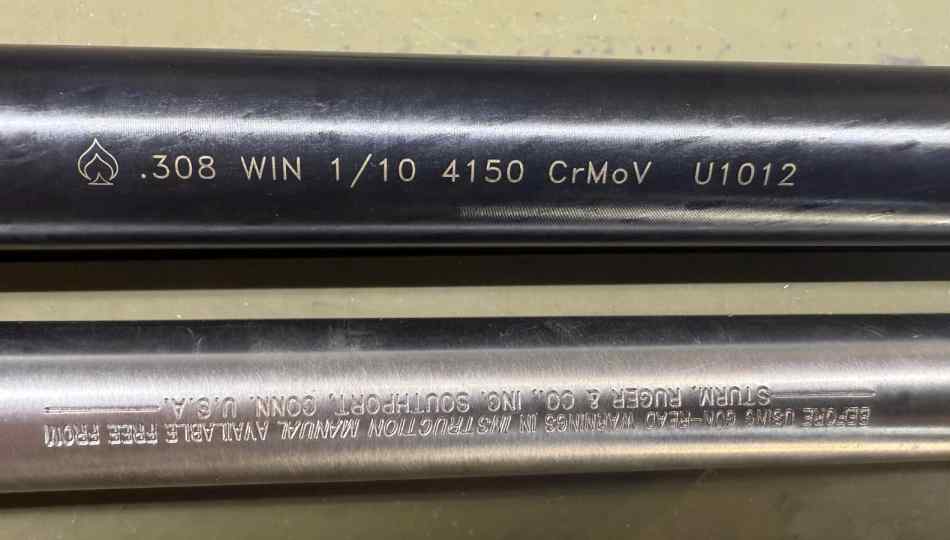 .308 WIN 1/10 4150 CrMoV U1012
BEFORE USING GUN-READ WARNINGS IN INSTRUCTION MANUAL AVAILABLE FREE FROM
STURM, RUGER & CO., INC. SOUTHPORT, CONN. U.S.A.